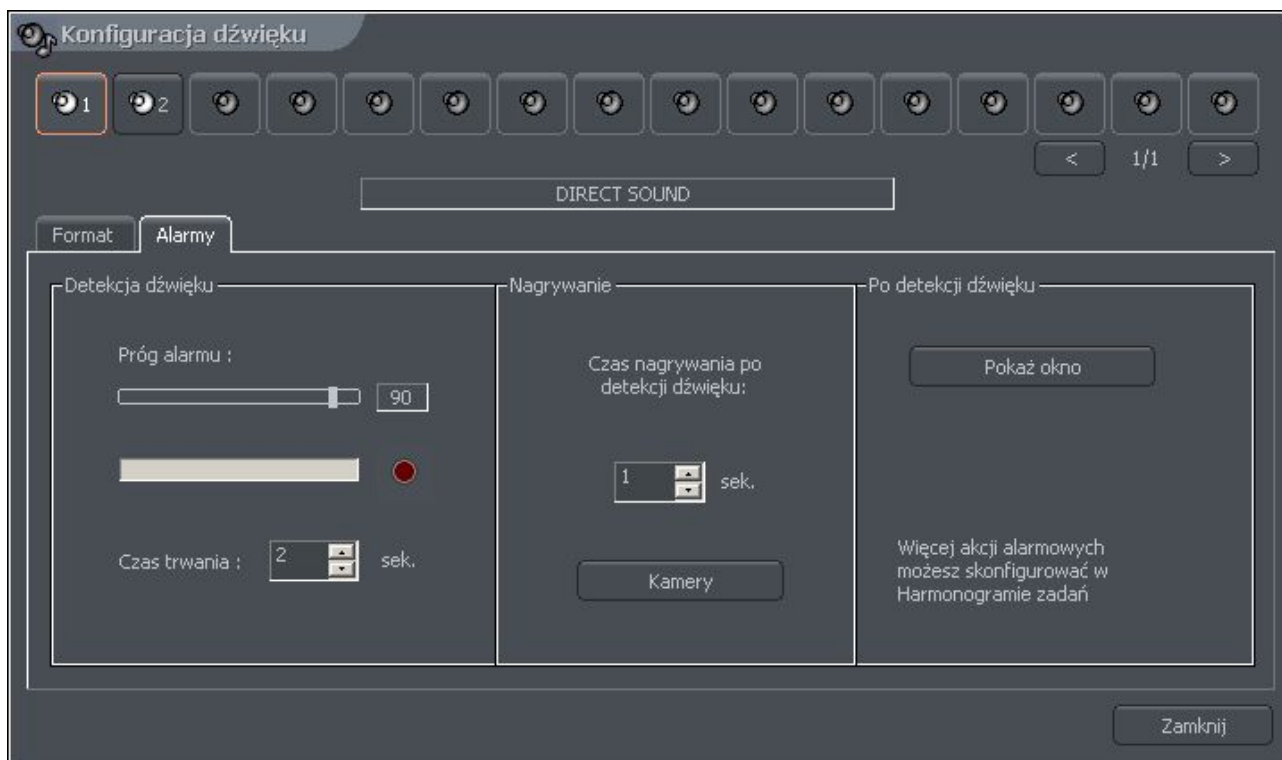 Konfiguracja dźwięku
1 2
< 1/1 >
DIRECT SOUND
Format Alarmy
Detekcja dźwięku
Próg alarmu :
90
Czas trwania : 2 sek.
Nagrywanie
Czas nagrywania po
detekcji dźwięku:
1 sek.
Kamery
Po detekcji dźwięku
Pokaż okno
Więcej akcji alarmowych
możesz skonfigurować w
Harmonogramie zadań
Zamknij